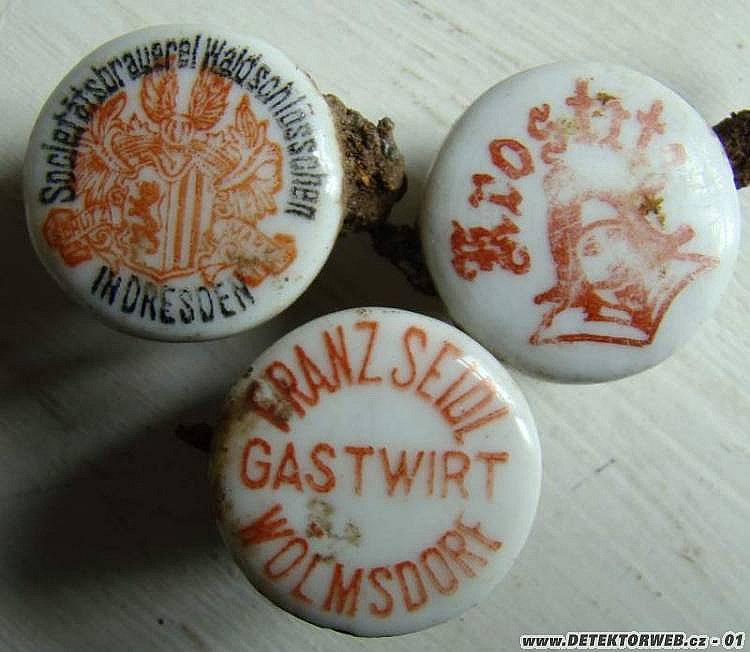 Societätsbrauerei Waldschlösschen
IN DRESDEN
FRANZ SEIDL
GASTWIRT
WOLMSDORF
www.DETEKTORWEB.cz - 01